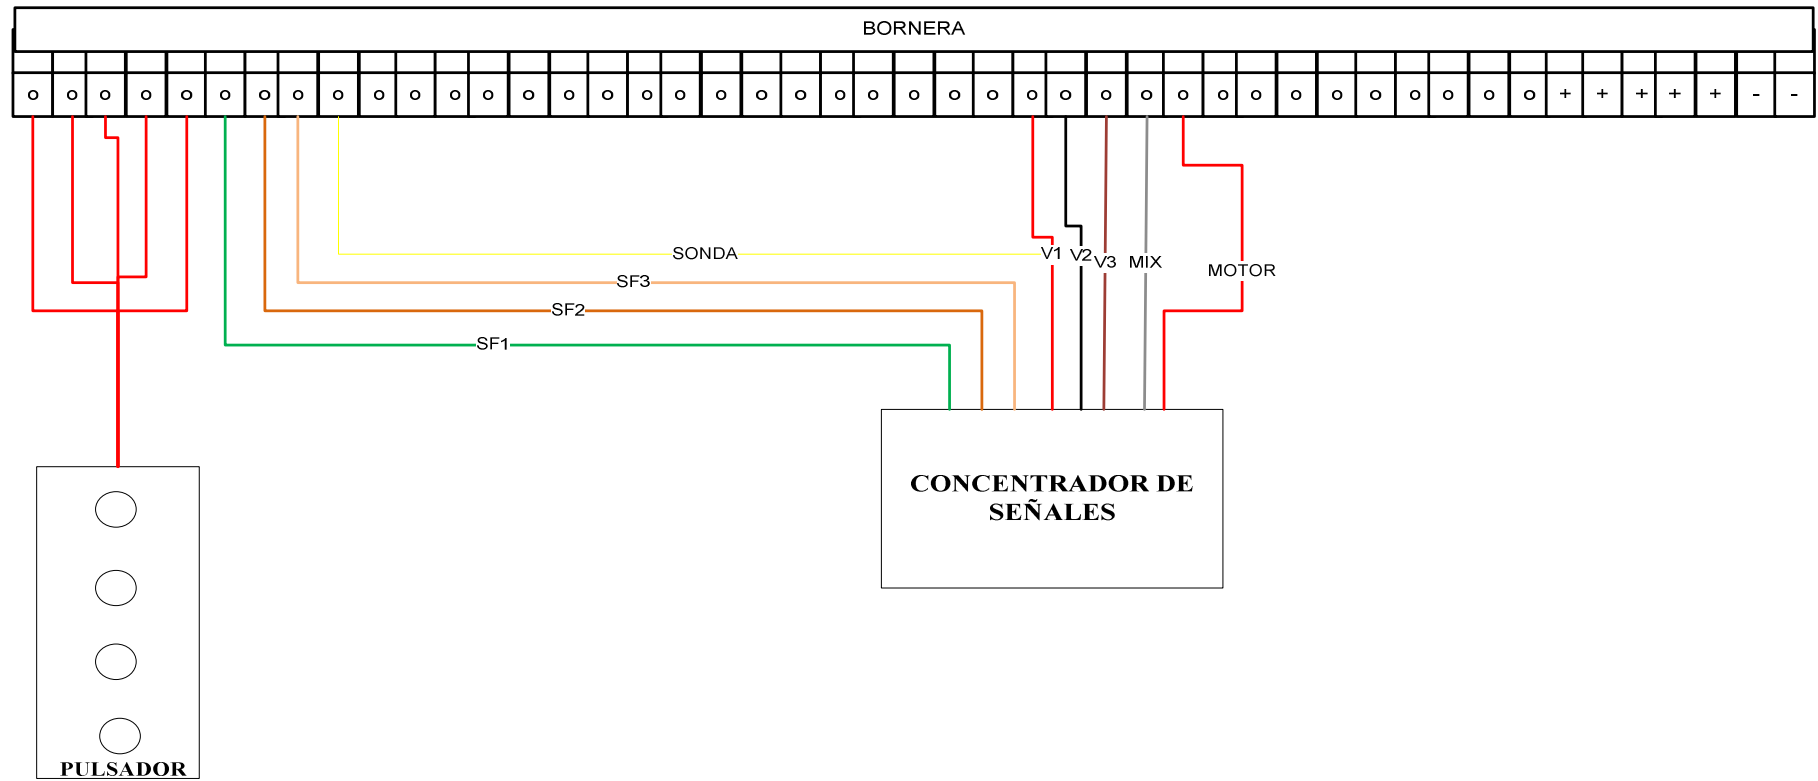 BORNERA
o o o o o o o o o o o o o o o o o o o o o o o o o o o o o o o o o o o o o o o o + + + + + - -
SONDA
V1
V2
V3
MIX
MOTOR
SF3
SF2
SF1
CONCENTRADOR DE
SEÑALES
PULSADOR